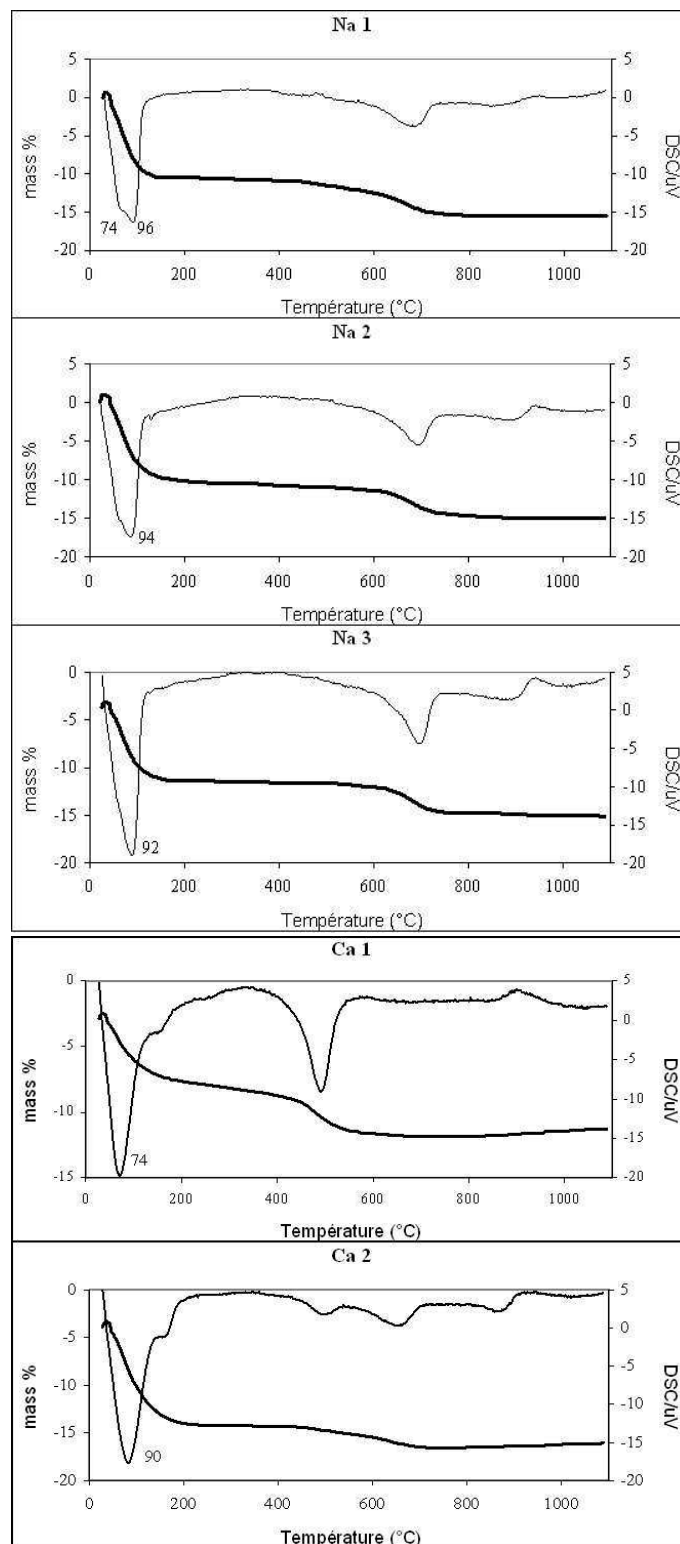 Na 1
5 5
0 0
-5 -5
-10 -10
-15 -15
-20 -20
mass %
DSC/uV
74 96
0 200 400 600 800 1000
Température (°C)
Na 2
5 5
0 0
-5 -5
-10 -10
-15 -15
-20 -20
mass %
DSC/uV
94
0 200 400 600 800 1000
Température (°C)
Na 3
0 5
-5 0
-10 -5
-15 -10
-20 -15
-20
mass %
DSC/uV
92
0 200 400 600 800 1000
Température (°C)
Ca 1
0 5
0
-5 -5
-10 -10
-15
-15 -20
mass %
DSC/uV
74
0 200 400 600 800 1000
Température (°C)
Ca 2
0 5
-5 0
-5
-10 -10
-15 -15
-20 -20
mass %
DSC/uV
90
0 200 400 600 800 1000
Température (°C)